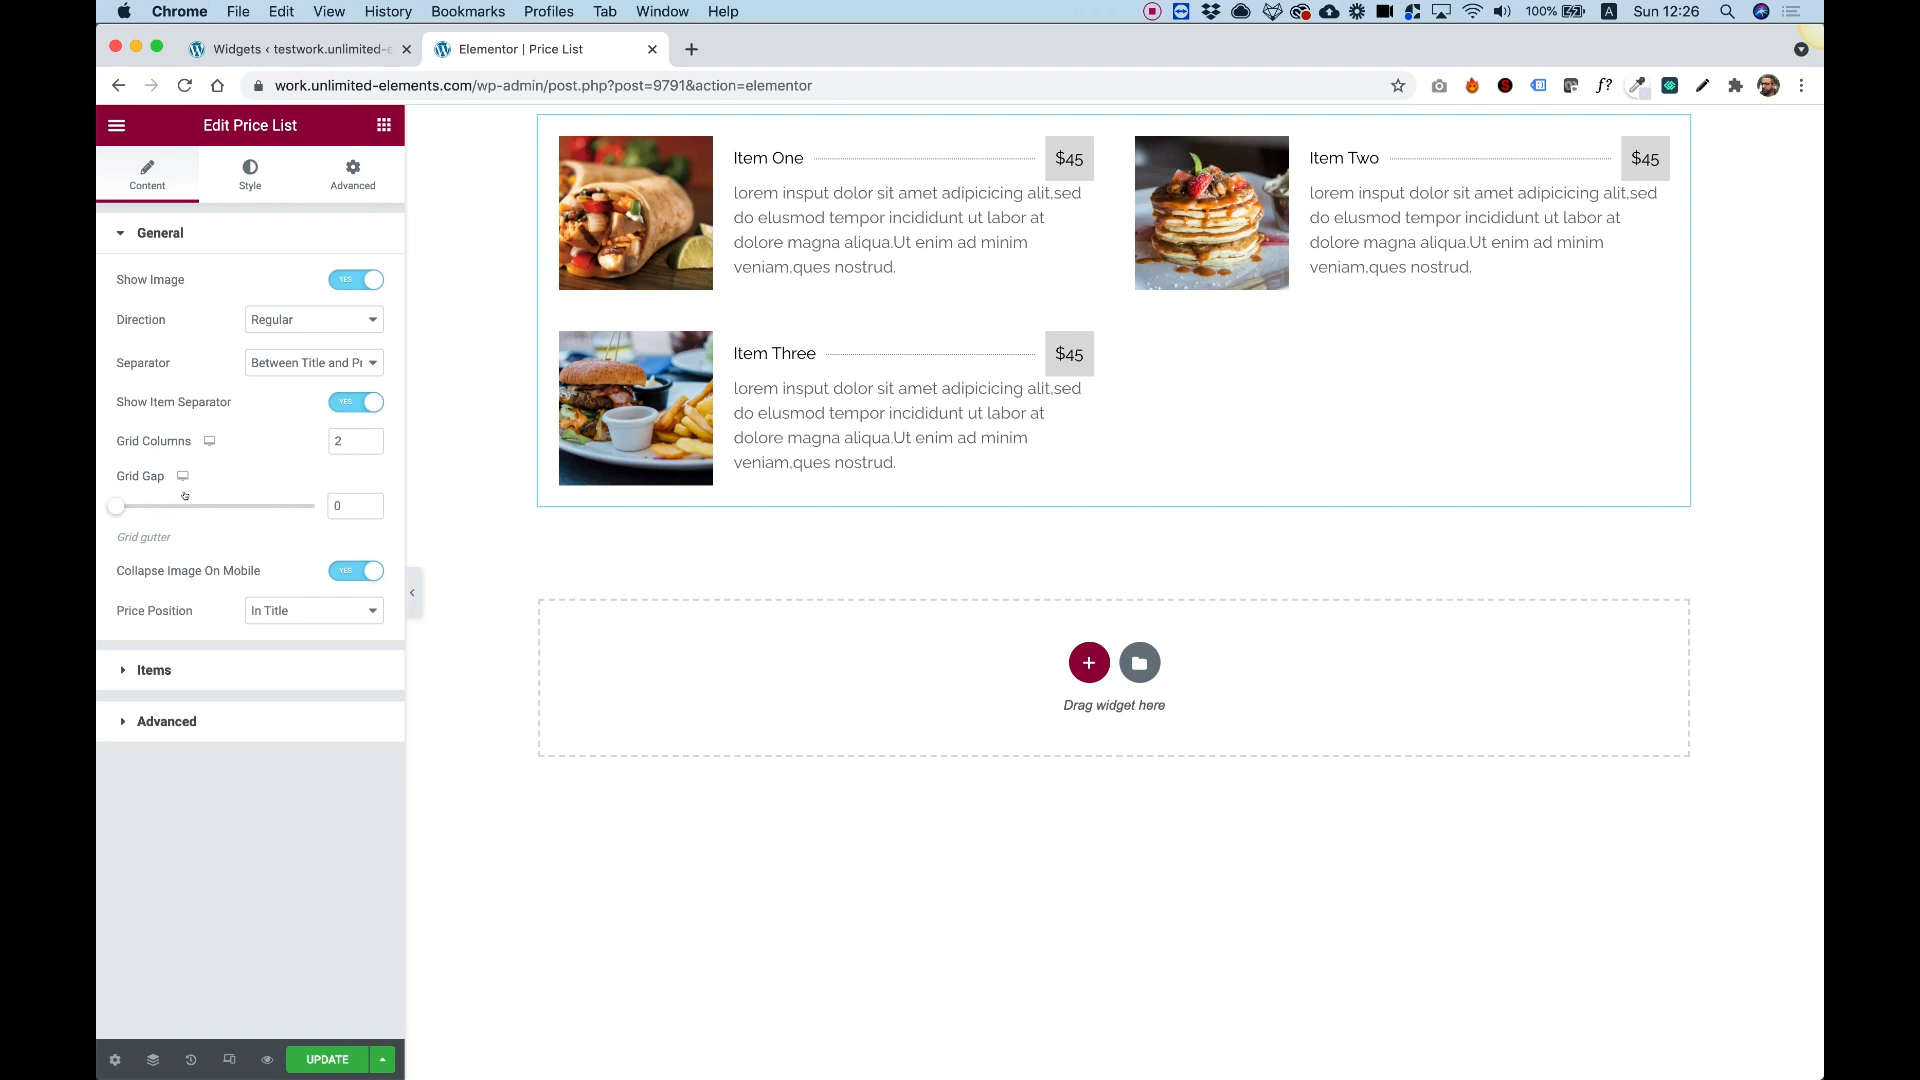 Chrome File Edit View History Bookmarks Profiles Tab Window Help 100% A Sun 12:26
Widgets ‹ testwork.unlimited-e Elementor | Price List
work.unlimited-elements.com/wp-admin/post.php?post=9791&action=elementor
Edit Price List
Content Style Advanced
General
Show Image YES
Direction Regular
Separator Between Title and Pr
Show Item Separator YES
Grid Columns 2
Grid Gap
0
Grid gutter
Collapse Image On Mobile YES
Price Position In Title
Items
Advanced
UPDATE
Item One $45
lorem insput dolor sit amet adipicicing alit,sed
do elusmod tempor incididunt ut labor at
dolore magna aliqua.Ut enim ad minim
veniam,ques nostrud.
Item Two $45
lorem insput dolor sit amet adipicicing alit,sed
do elusmod tempor incididunt ut labor at
dolore magna aliqua.Ut enim ad minim
veniam,ques nostrud.
Item Three $45
lorem insput dolor sit amet adipicicing alit,sed
do elusmod tempor incididunt ut labor at
dolore magna aliqua.Ut enim ad minim
veniam,ques nostrud.
Drag widget here